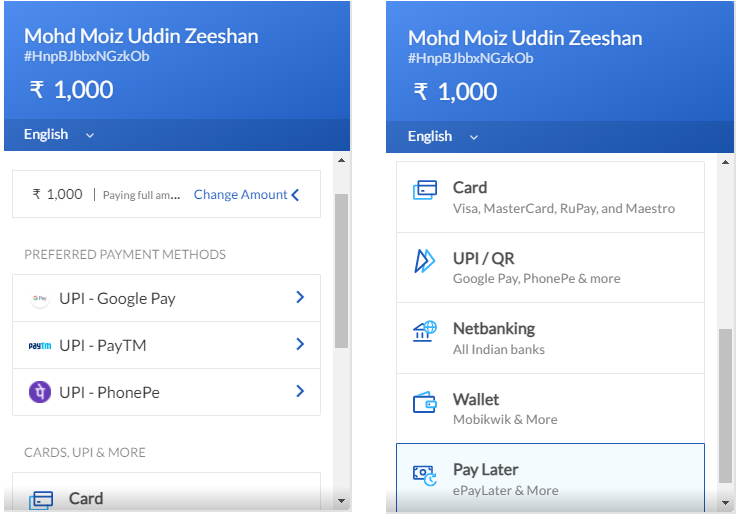 Mohd Moiz Uddin Zeeshan
#HnpBJbbxNGzkOb
₹ 1,000
English
₹ 1,000 | Paying full am... Change Amount
PREFERRED PAYMENT METHODS
G Pay UPI - Google Pay
paytm UPI - PayTM
UPI - PhonePe
CARDS, UPI & MORE
Card
Mohd Moiz Uddin Zeeshan
#HnpBJbbxNGzkOb
₹ 1,000
English
Card
Visa, MasterCard, RuPay, and Maestro
UPI / QR
Google Pay, PhonePe & more
Netbanking
All Indian banks
Wallet
Mobikwik & More
Pay Later
ePayLater & More